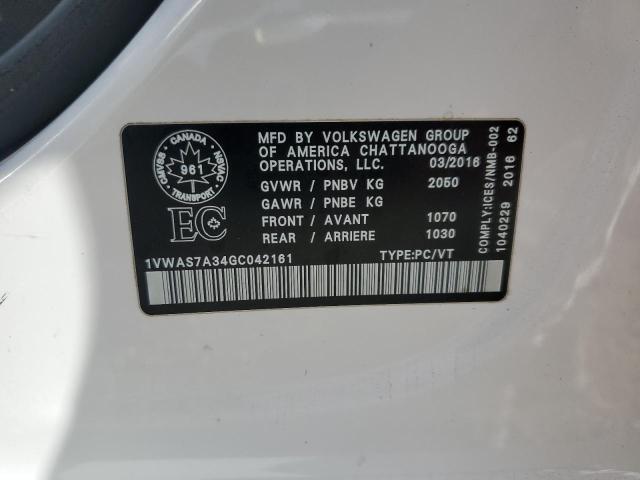 CANADA
CMVSS
961
NSVAC
TRANSPORT
EC
MFD BY VOLKSWAGEN GROUP
OF AMERICA CHATTANOOGA
OPERATIONS, LLC. 03/2016
GVWR / PNBV KG 2050
GAWR / PNBE KG
FRONT / AVANT 1070
REAR / ARRIERE 1030
1VWAS7A34GC042161 TYPE:PC/VT
COMPLY:ICES/NMB-002
1040229 2016 62